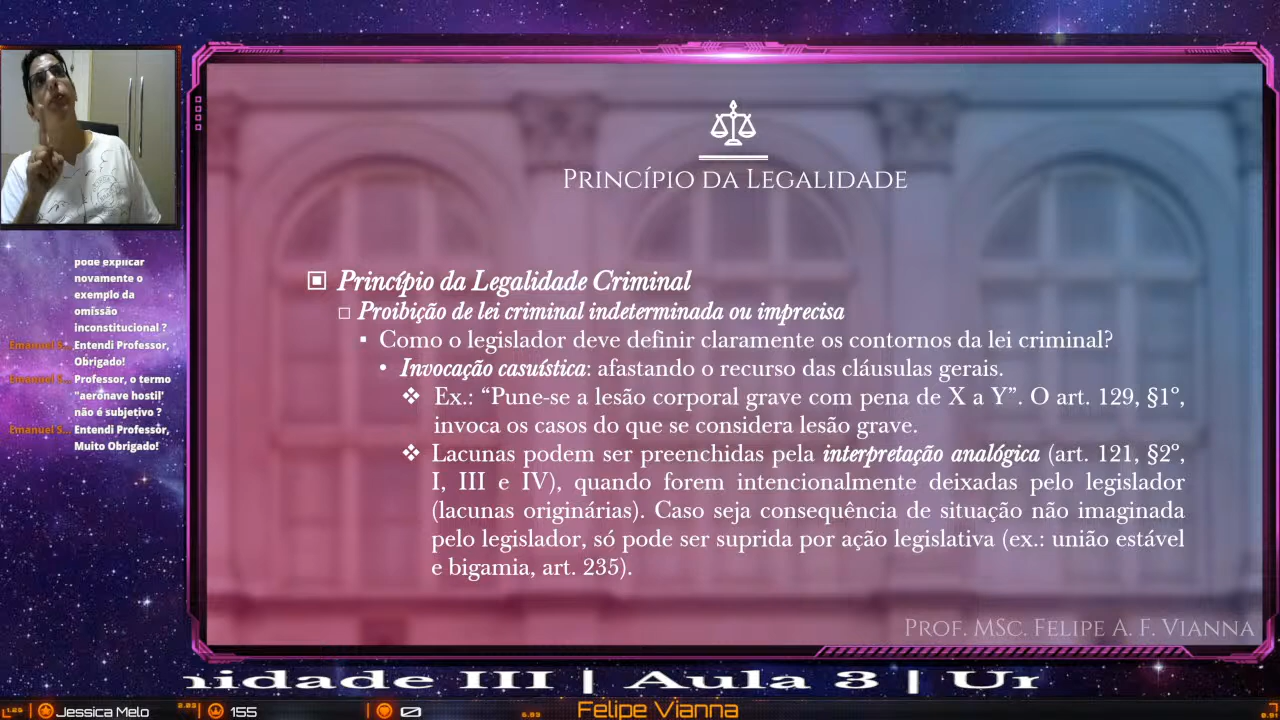 Princípio da Legalidade
Princípio da Legalidade Criminal
Proibição de lei criminal indeterminada ou imprecisa
Como o legislador deve definir claramente os contornos da lei criminal?
Invocação casuística: afastando o recurso das cláusulas gerais.
Ex.: “Pune-se a lesão corporal grave com pena de X a Y”. O art. 129, §1º,
invoca os casos do que se considera lesão grave.
Lacunas podem ser preenchidas pela interpretação analógica (art. 121, §2º,
I, III e IV), quando forem intencionalmente deixadas pelo legislador
(lacunas originárias). Caso seja consequência de situação não imaginada
pelo legislador, só pode ser suprida por ação legislativa (ex.: união estável
e bigamia, art. 235).
Prof. MSc. Felipe A. F. Vianna
pode explicar
novamente o
exemplo da
omissão
inconstitucional ?
Emanuel S... Entendi Professor,
Obrigado!
Emanuel S... Professor, o termo
"aeronave hostil"
não é subjetivo ?
Emanuel S... Entendi Professor,
Muito Obrigado!
nidade III | Aula 3 | Ur
Jessica Melo
155
0
Felipe Vianna